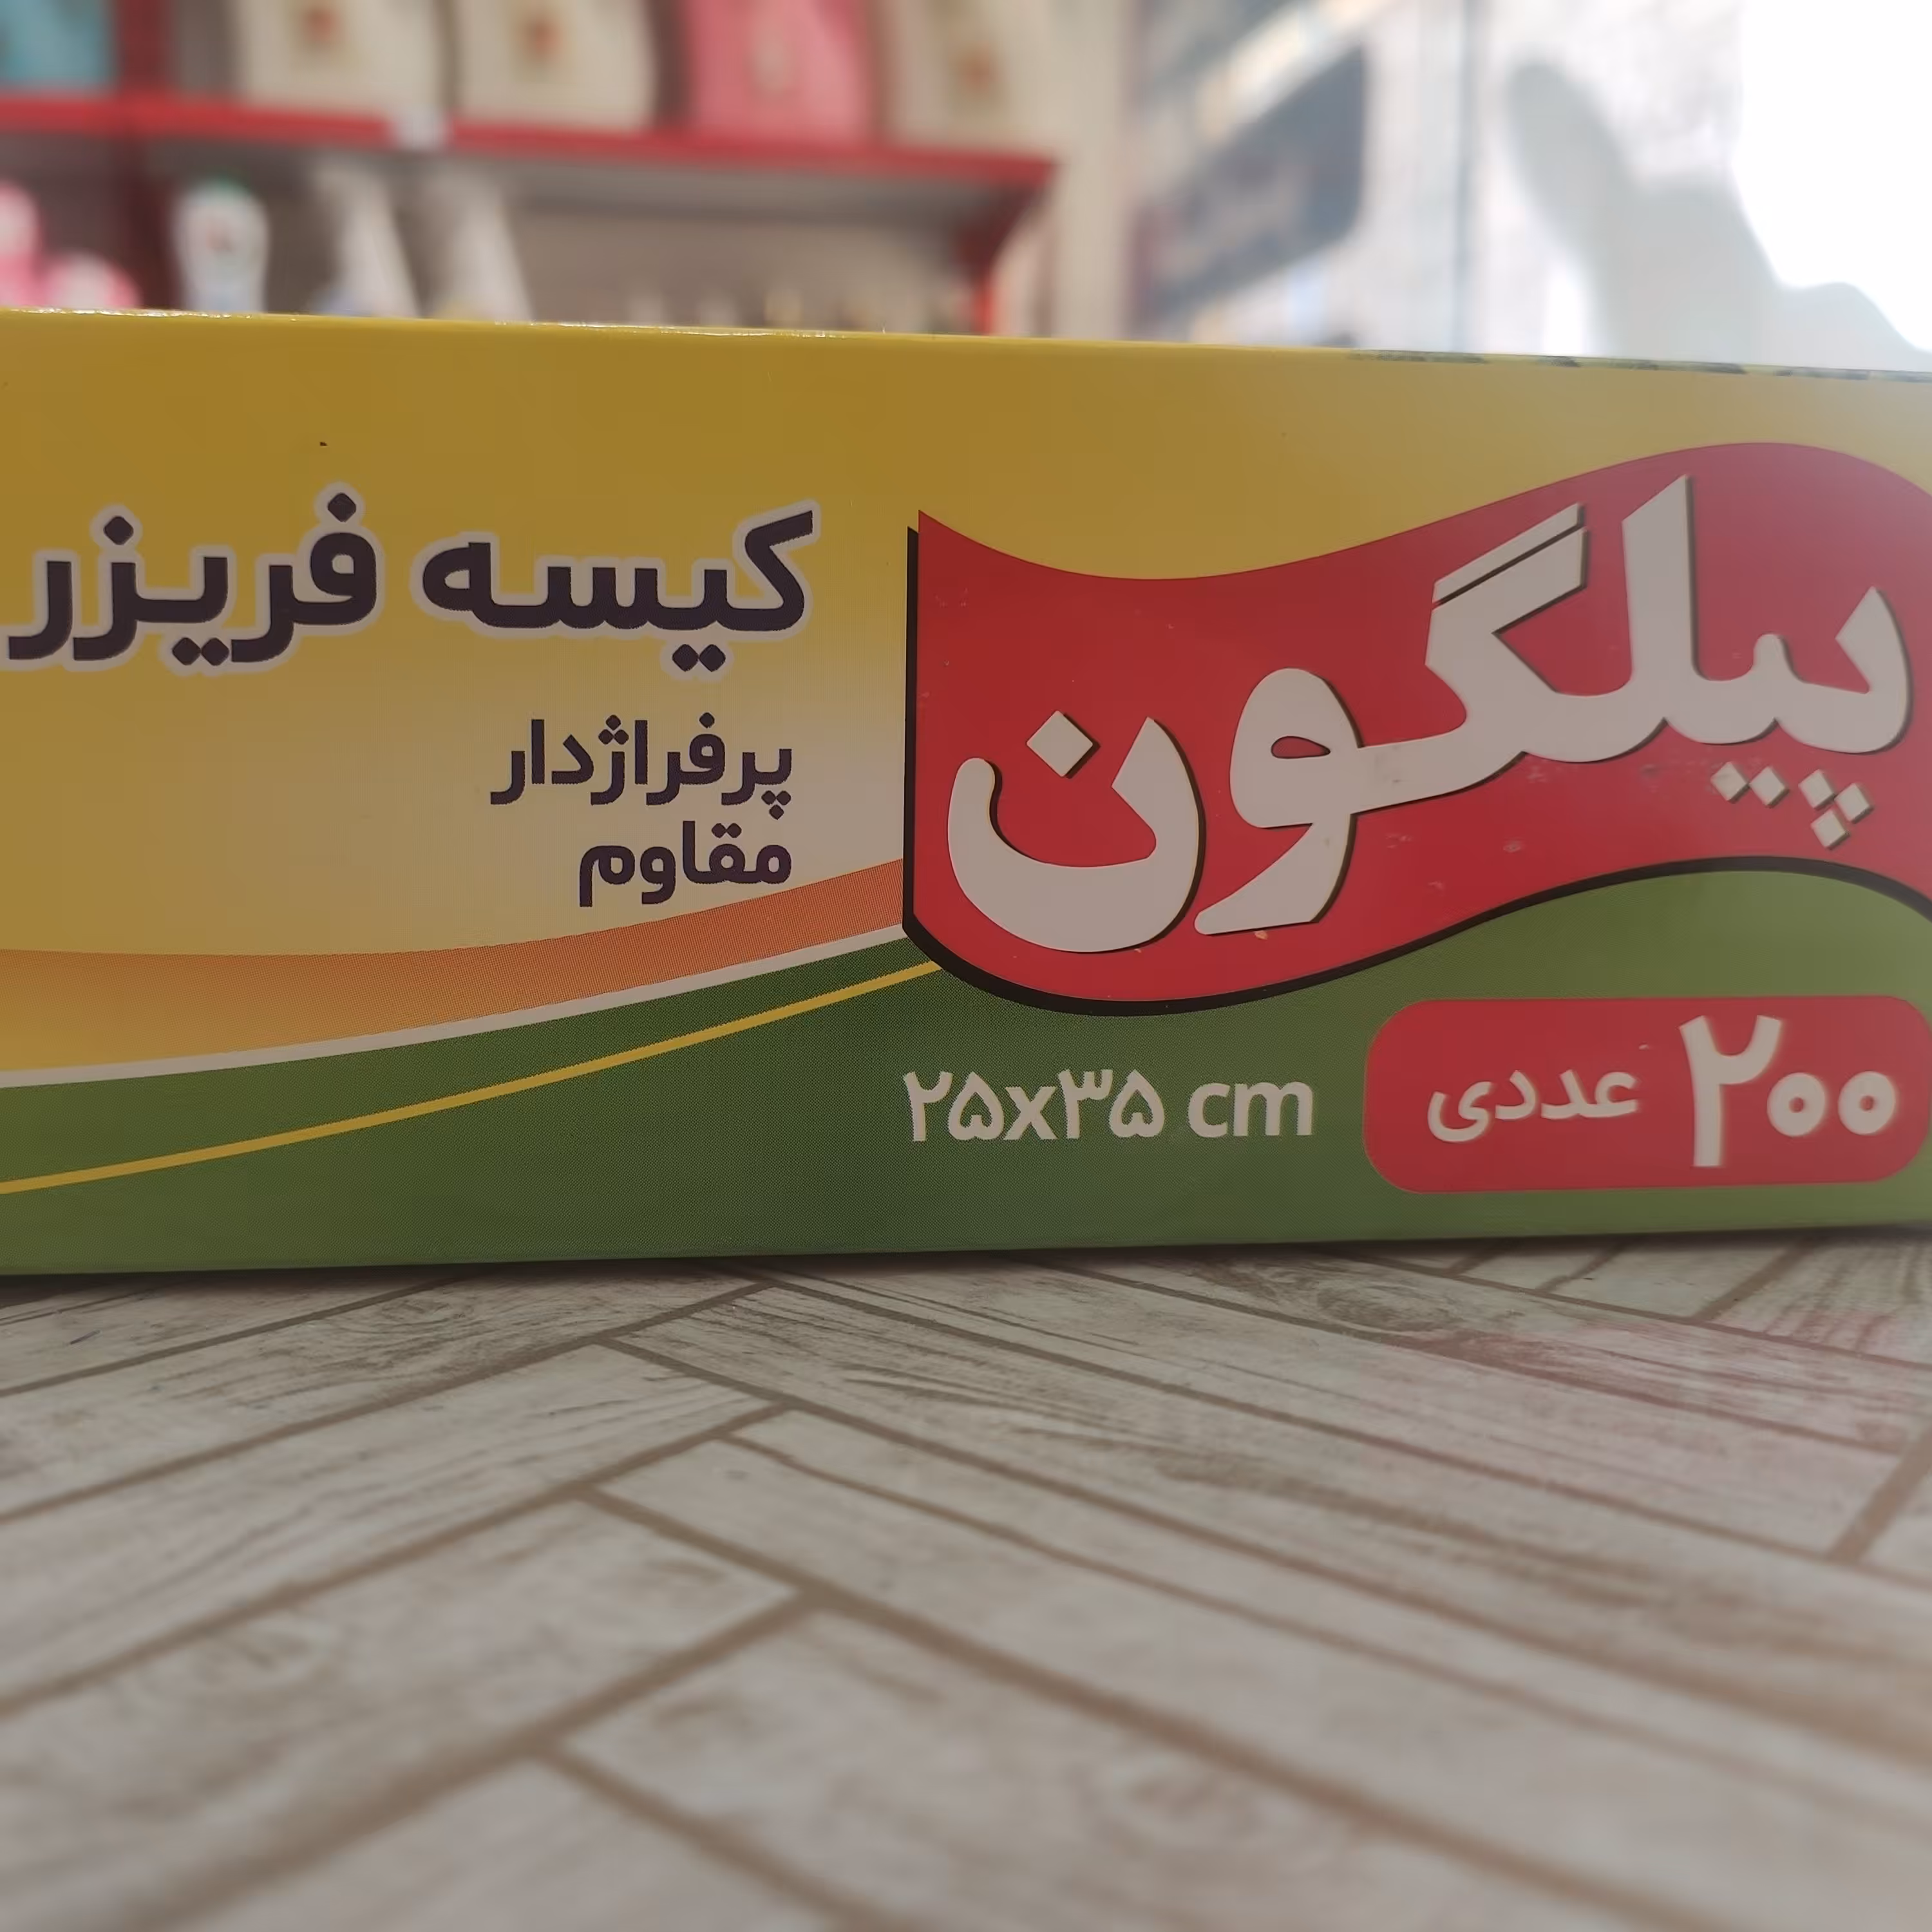 پیلگون
کیسه فریزر
پرفراژدار
مقاوم
۲۰۰ عددی
۲۵x۳۵ cm